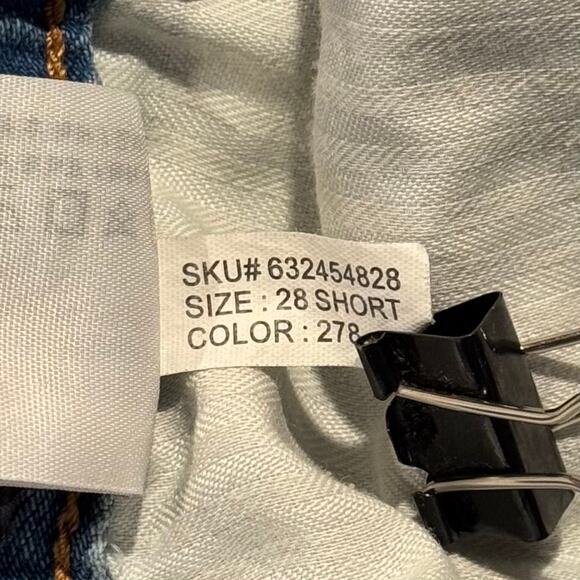 SKU# 632454828
SIZE : 28 SHORT
COLOR : 278